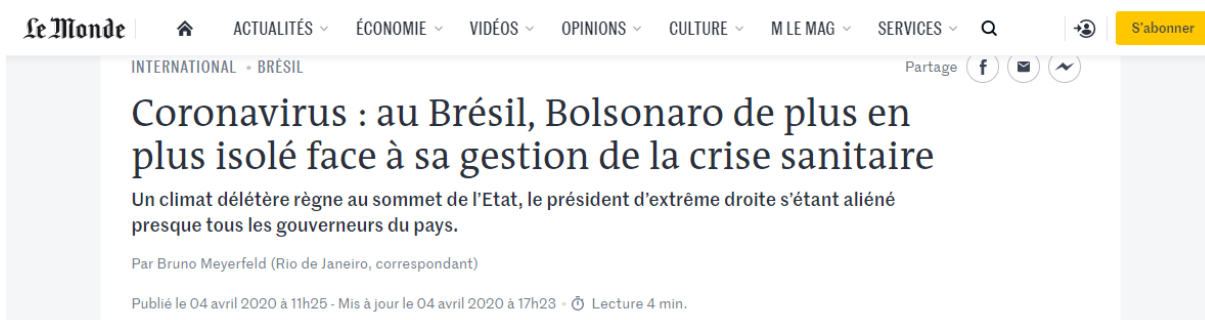 Le Monde ACTUALITÉS ÉCONOMIE VIDÉOS OPINIONS CULTURE M LE MAG SERVICES S'abonner
INTERNATIONAL • BRÉSIL Partage
Coronavirus : au Brésil, Bolsonaro de plus en
plus isolé face à sa gestion de la crise sanitaire
Un climat délétère règne au sommet de l'Etat, le président d'extrême droite s'étant aliéné
presque tous les gouverneurs du pays.
Par Bruno Meyerfeld (Rio de Janeiro, correspondant)
Publié le 04 avril 2020 à 11h25 - Mis à jour le 04 avril 2020 à 17h23 • Lecture 4 min.